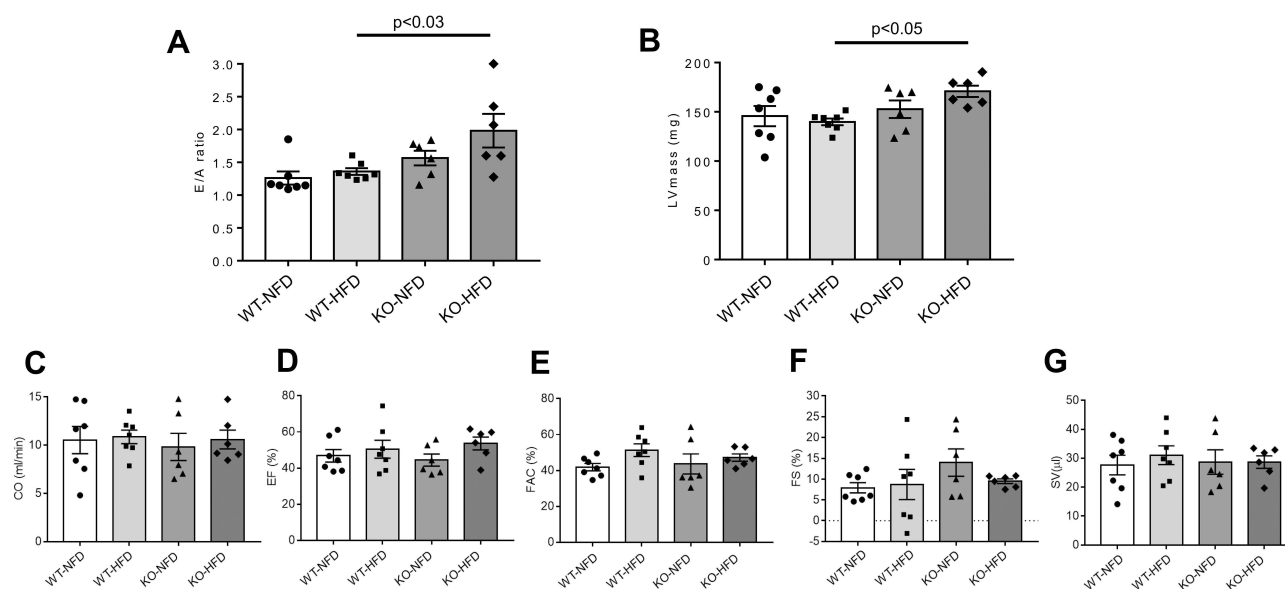 A
p<0.03
E/A ratio
3.0
2.5
2.0
1.5
1.0
0.5
0.0
WT-NFD
WT-HFD
KO-NFD
KO-HFD
B
p<0.05
LVmass (mg)
200
150
100
50
0
WT-NFD
WT-HFD
KO-NFD
KO-HFD
C
CO (ml/min)
15
10
5
0
WT-NFD
WT-HFD
KO-NFD
KO-HFD
D
EF (%)
80
60
40
20
0
WT-NFD
WT-HFD
KO-NFD
KO-HFD
E
FAC (%)
80
60
40
20
0
WT-NFD
WT-HFD
KO-NFD
KO-HFD
F
FS (%)
30
25
20
15
10
5
0
-5
WT-NFD
WT-HFD
KO-NFD
KO-HFD
G
SV(µl)
50
40
30
20
10
0
WT-NFD
WT-HFD
KO-NFD
KO-HFD